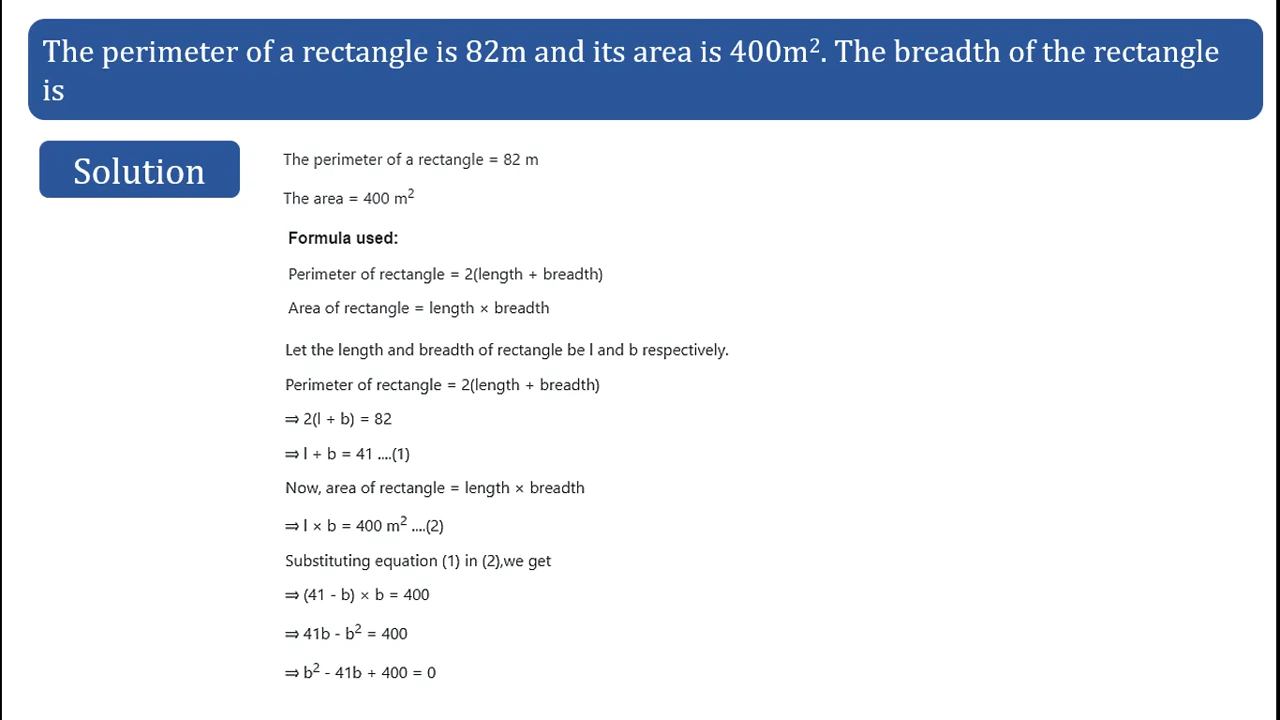 The perimeter of a rectangle is 82m and its area is 400m². The breadth of the rectangle
is
Solution
The perimeter of a rectangle = 82 m
The area = 400 m²
Formula used:
Perimeter of rectangle = 2(length + breadth)
Area of rectangle = length × breadth
Let the length and breadth of rectangle be l and b respectively.
Perimeter of rectangle = 2(length + breadth)
⇒ 2(l + b) = 82
⇒ l + b = 41 ....(1)
Now, area of rectangle = length × breadth
⇒ l × b = 400 m² ....(2)
Substituting equation (1) in (2),we get
⇒ (41 - b) × b = 400
⇒ 41b - b² = 400
⇒ b² - 41b + 400 = 0